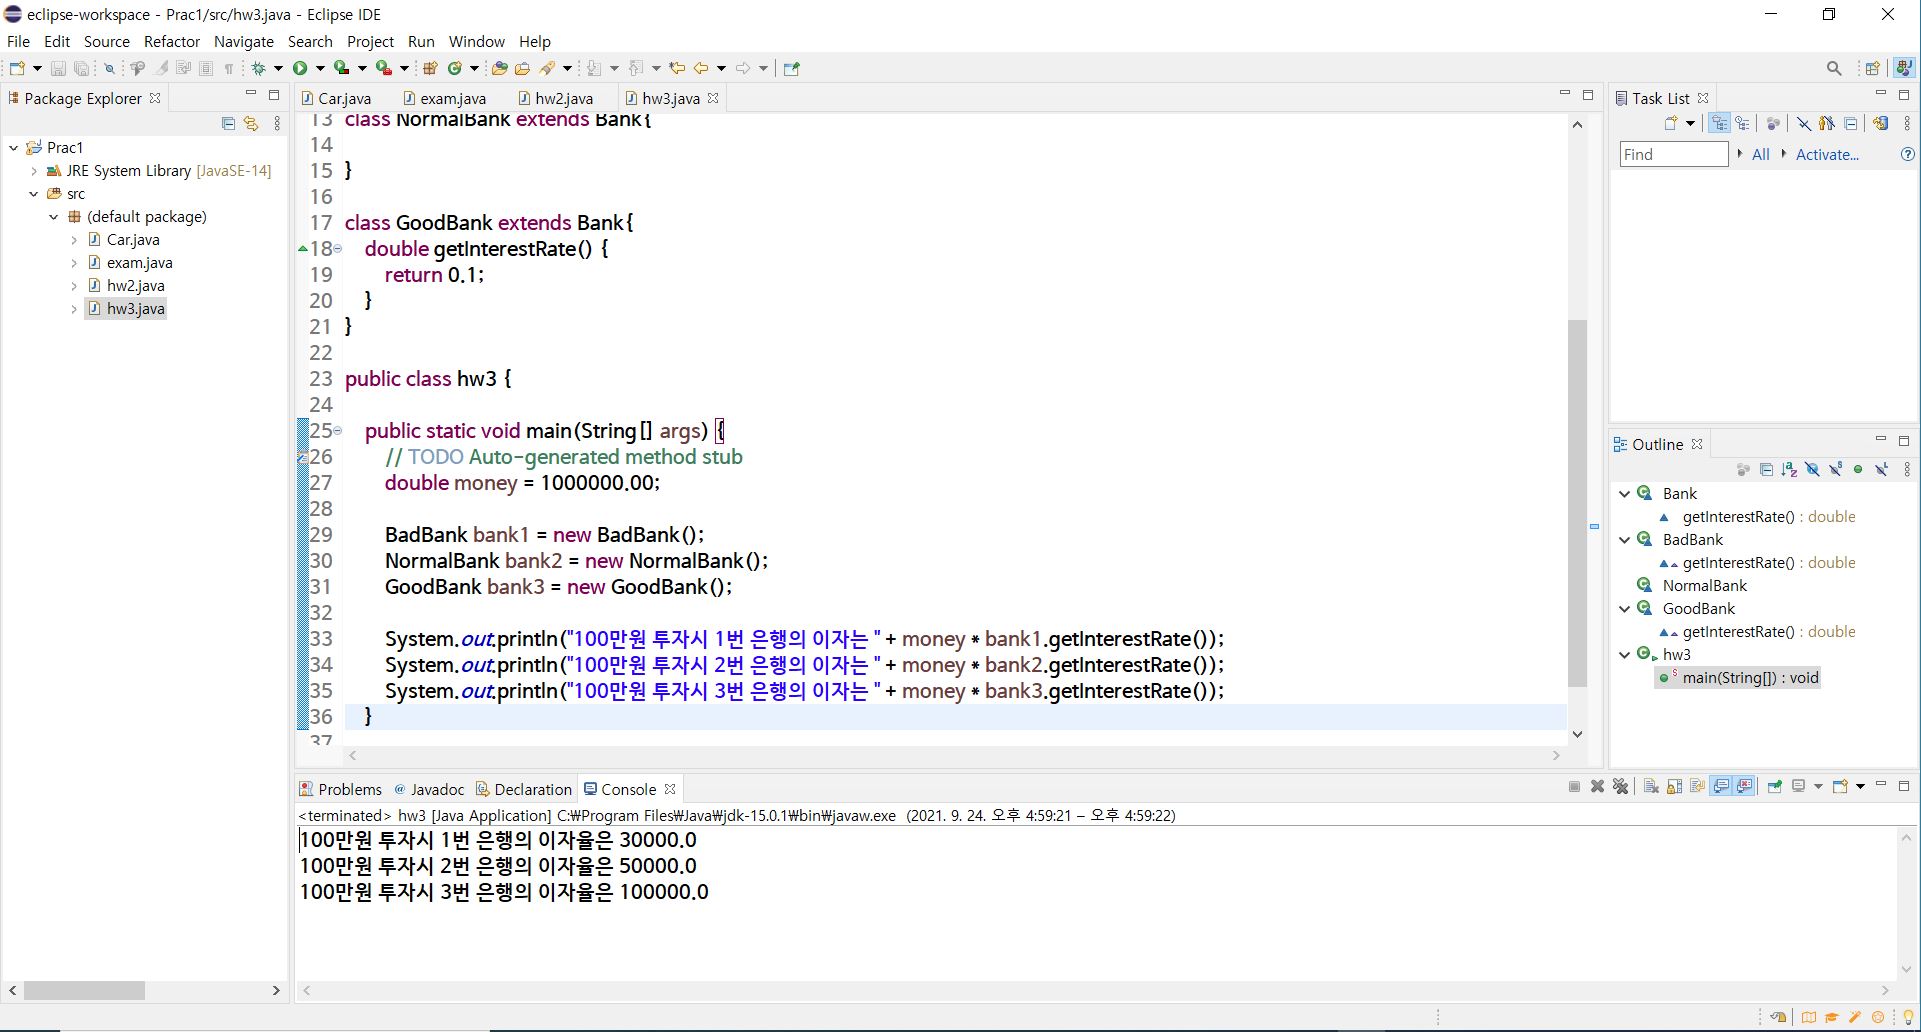 eclipse-workspace - Prac1/src/hw3.java - Eclipse IDE
File Edit Source Refactor Navigate Search Project Run Window Help
Package Explorer
Prac1
JRE System Library [JavaSE-14]
src
(default package)
Car.java
exam.java
hw2.java
hw3.java
Car.java exam.java hw2.java hw3.java
13 class NormalBank extends Bank{
14
15 }
16
17 class GoodBank extends Bank{
18 double getInterestRate() {
19 return 0.1;
20 }
21 }
22
23 public class hw3 {
24
25 public static void main(String[] args) {
26 // TODO Auto-generated method stub
27 double money = 1000000.00;
28
29 BadBank bank1 = new BadBank();
30 NormalBank bank2 = new NormalBank();
31 GoodBank bank3 = new GoodBank();
32
33 System.out.println("100만원 투자시 1번 은행의 이자는 " + money * bank1.getInterestRate());
34 System.out.println("100만원 투자시 2번 은행의 이자는 " + money * bank2.getInterestRate());
35 System.out.println("100만원 투자시 3번 은행의 이자는 " + money * bank3.getInterestRate());
36 }
37
Problems Javadoc Declaration Console
<terminated> hw3 [Java Application] C:₩Program Files₩Java₩jdk-15.0.1₩bin₩javaw.exe (2021. 9. 24. 오후 4:59:21 – 오후 4:59:22)
100만원 투자시 1번 은행의 이자율은 30000.0
100만원 투자시 2번 은행의 이자율은 50000.0
100만원 투자시 3번 은행의 이자율은 100000.0
Task List
Find All Activate...
Outline
Bank
getInterestRate() : double
BadBank
getInterestRate() : double
NormalBank
GoodBank
getInterestRate() : double
hw3
main(String[]) : void